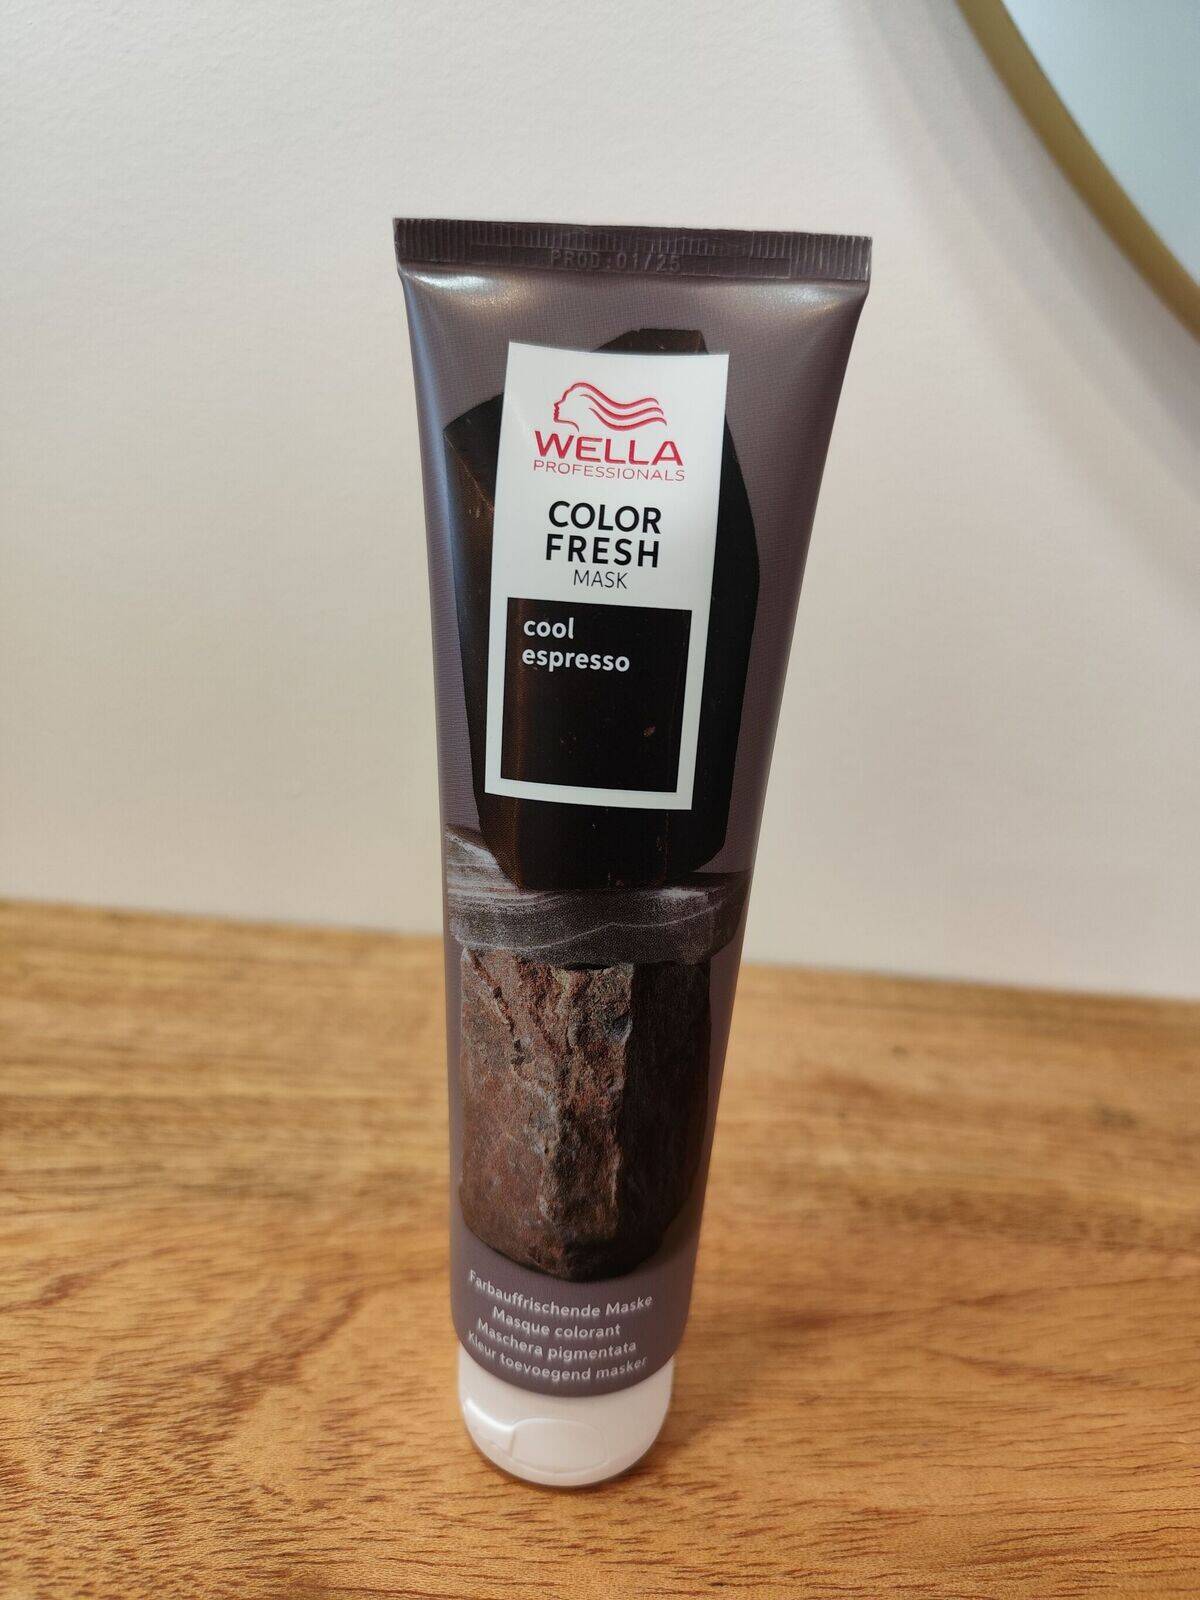 PROD:01/25
WELLA
PROFESSIONALS
COLOR
FRESH
MASK
cool
espresso
Farbauffrischende Maske
Masque colorant
Maschera pigmentata
Kleur toevoegend masker